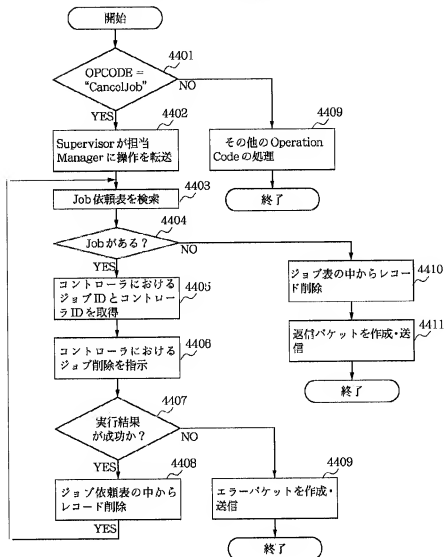 開始
4401
OPCODE =
"CancolJob"
NO
YES
4402
Supervisorが担当
Managerに操作を転送
4409
その他のOperation
Codeの処理
終了
4403
Job依頼表を検索
4404
Jobがある？
NO
YES
4405
コントローラにおける
ジョブIDとコントロー
ラIDを取得
4410
ジョブ表の中からレコー
ド削除
4406
コントローラにおける
ジョブ削除を指示
4411
返信パケットを作成・送
信
終了
4407
実行結果
が成功か？
NO
YES
4408
ジョブ依頼表の中から
レコード削除
YES
4409
エラーパケットを作成・
送信
終了